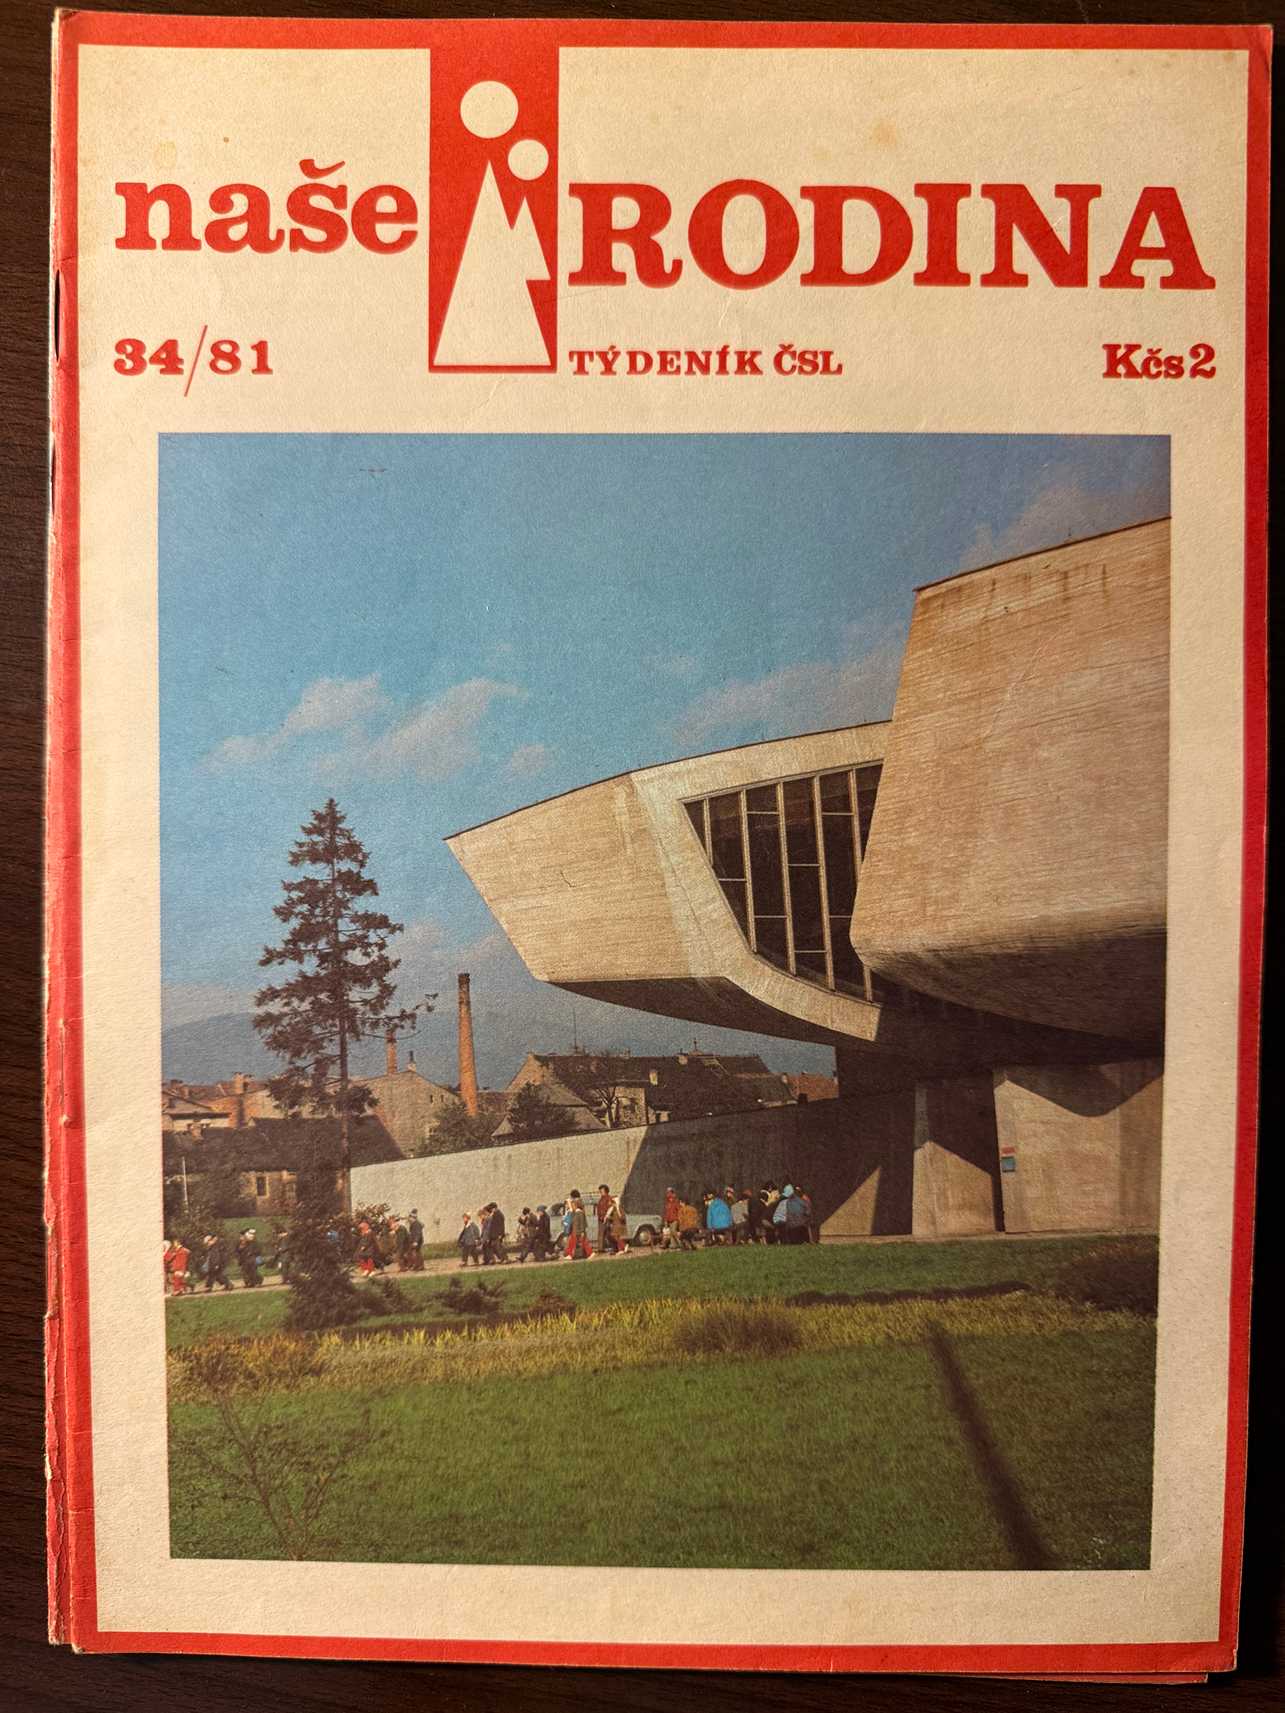 naše RODINA
34/81 TÝDENÍK ČSL Kčs 2